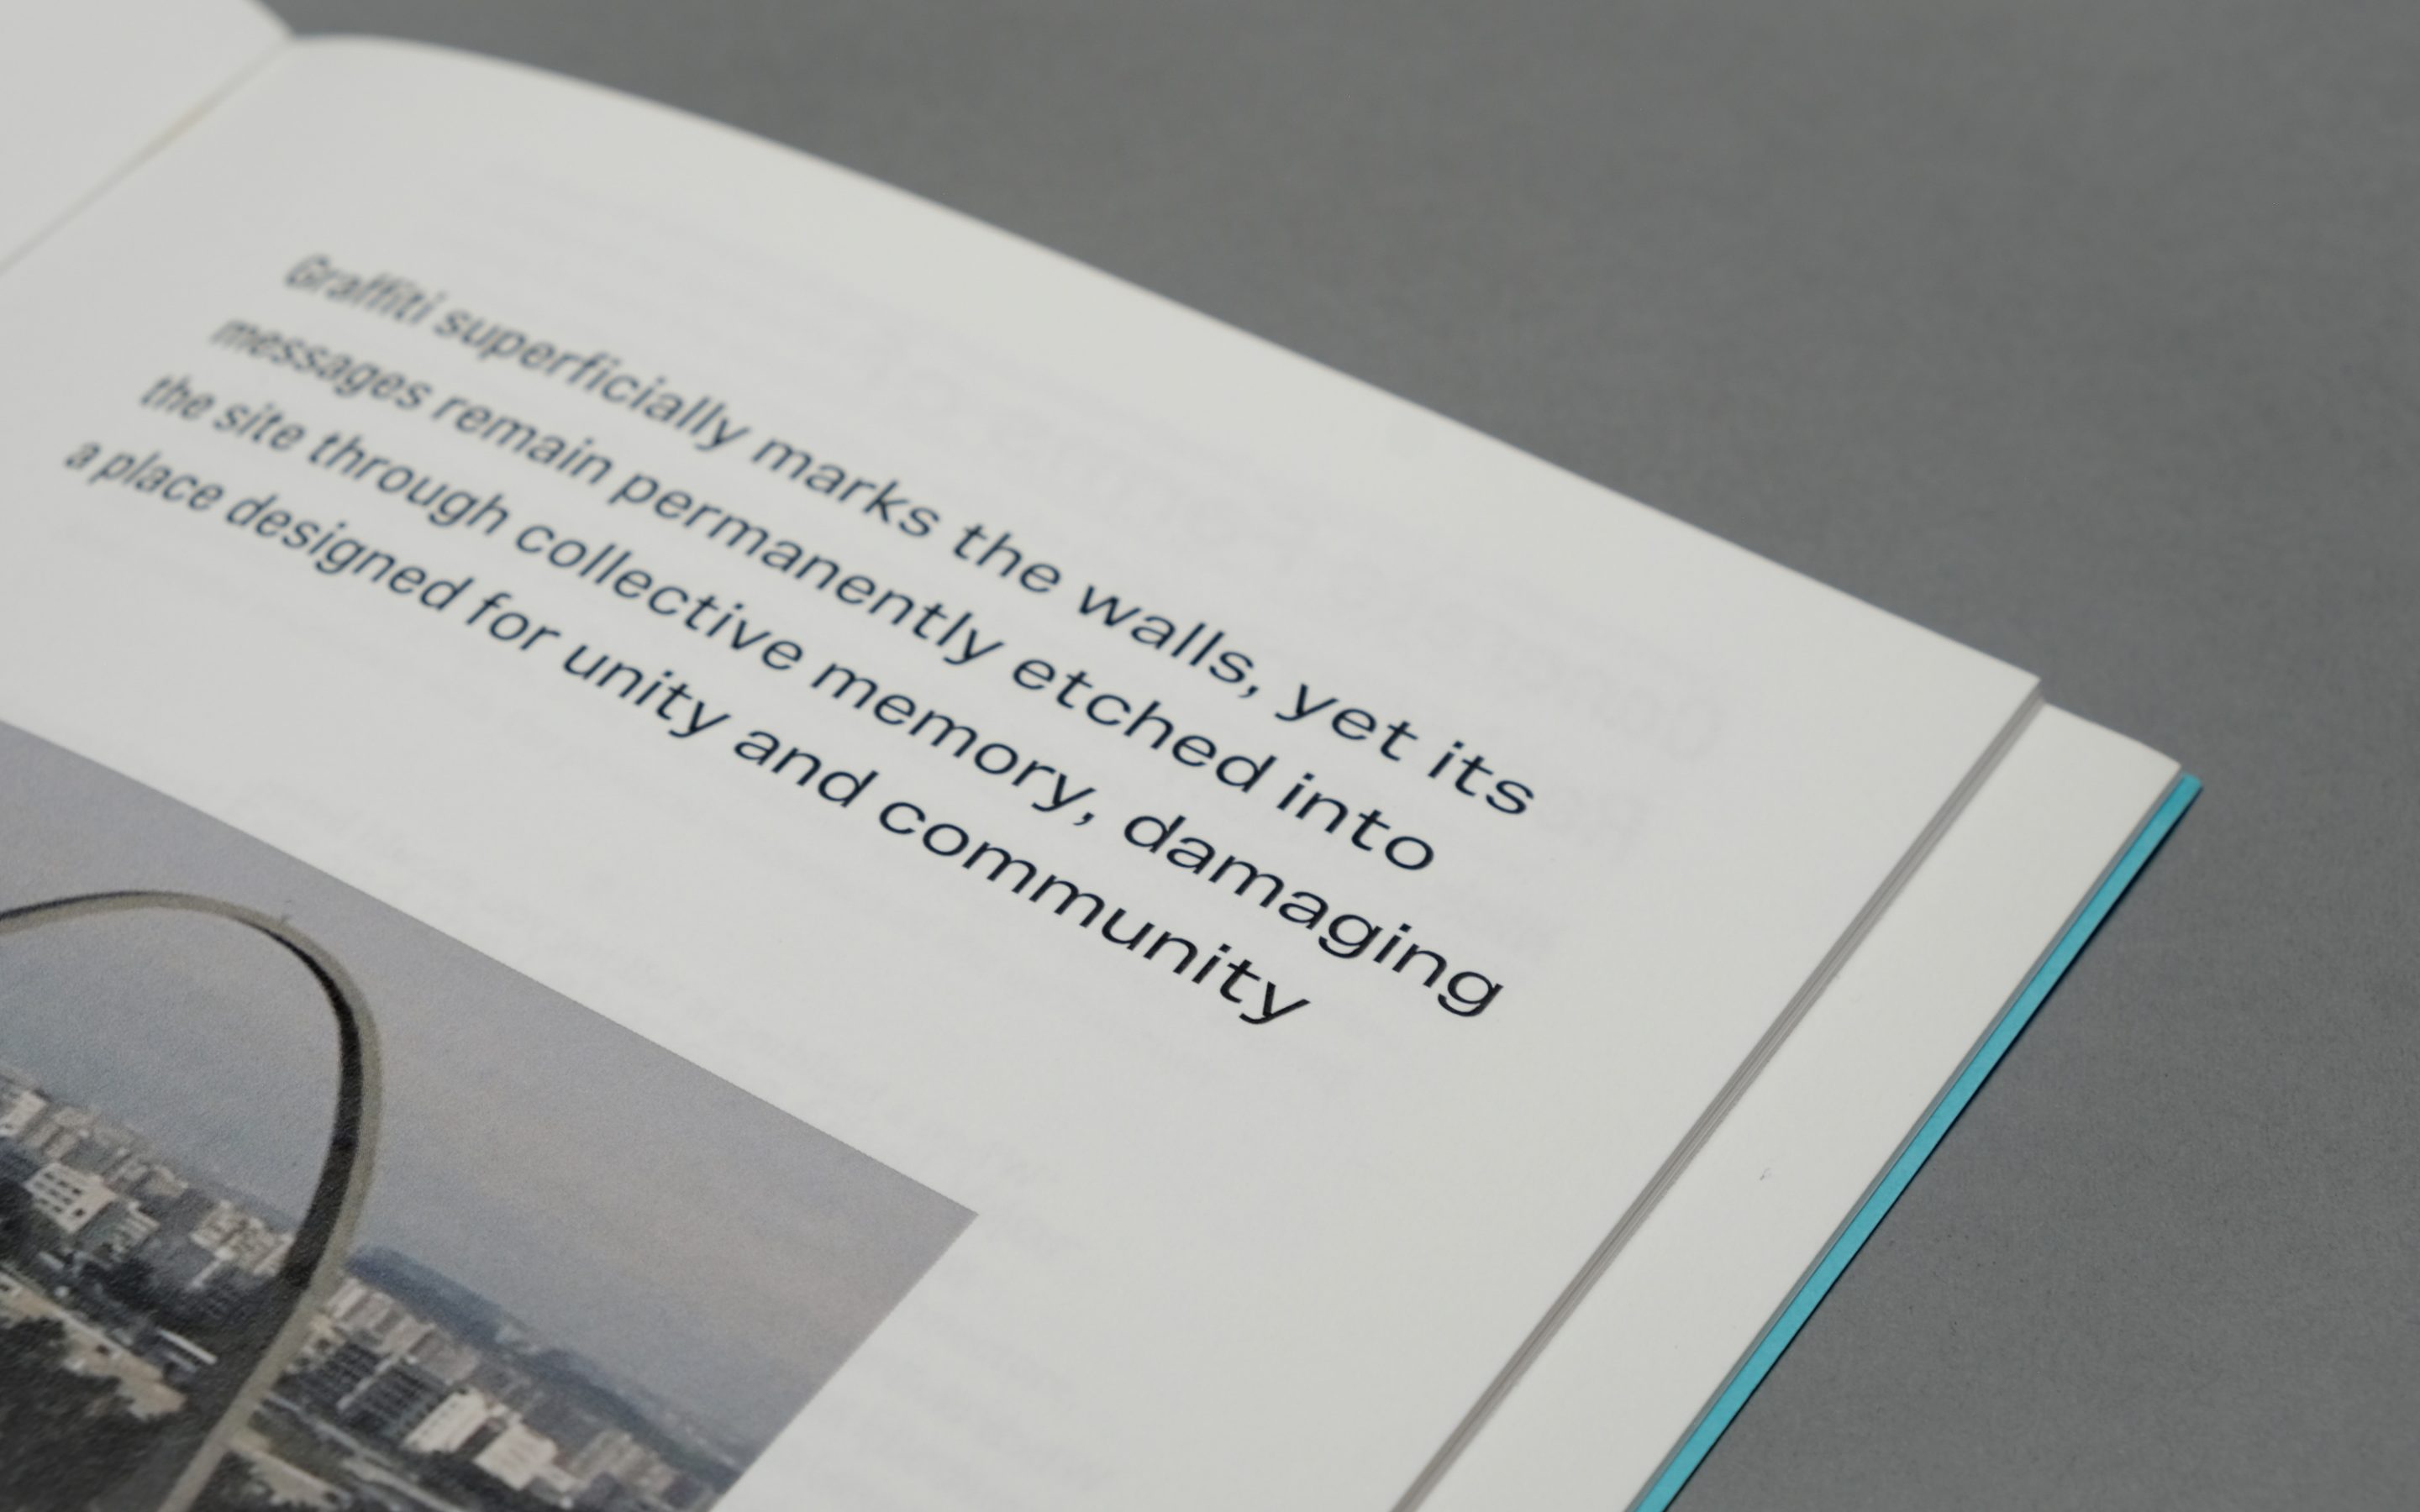 Graffiti superficially marks the walls, yet its
messages remain permanently etched into
the site through collective memory, damaging
a place designed for unity and community